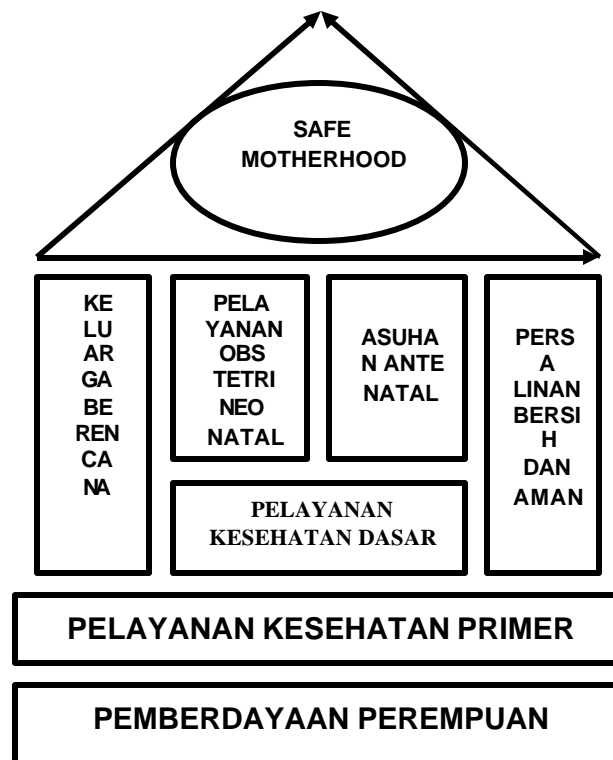 SAFE
MOTHERHOOD
KE
LU
AR
GA
BE
REN
CA
NA
PELA
YANAN
OBS
TETRI
NEO
NATAL
ASUHA
N ANTE
NATAL
PERS
A
LINAN
BERSI
H
DAN
AMAN
PELAYANAN
KESEHATAN DASAR
PELAYANAN KESEHATAN PRIMER
PEMBERDAYAAN PEREMPUAN